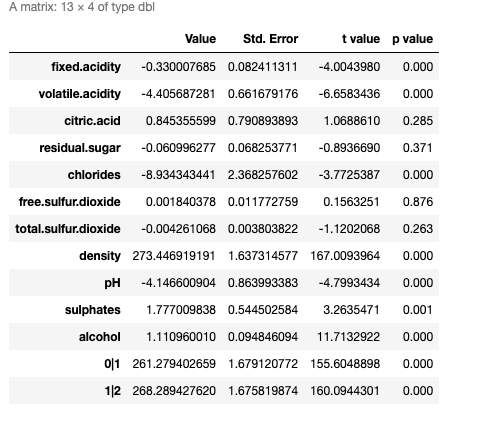 A matrix: 13 × 4 of type dbl
Value Std. Error t value p value
fixed.acidity -0.330007685 0.082411311 -4.0043980 0.000
volatile.acidity -4.405687281 0.661679176 -6.6583436 0.000
citric.acid 0.845355599 0.790893893 1.0688610 0.285
residual.sugar -0.060996277 0.068253771 -0.8936690 0.371
chlorides -8.934343441 2.368257602 -3.7725387 0.000
free.sulfur.dioxide 0.001840378 0.011772759 0.1563251 0.876
total.sulfur.dioxide -0.004261068 0.003803822 -1.1202068 0.263
density 273.446919191 1.637314577 167.0093964 0.000
pH -4.146600904 0.863993383 -4.7993434 0.000
sulphates 1.777009838 0.544502584 3.2635471 0.001
alcohol 1.110960010 0.094846094 11.7132922 0.000
0|1 261.279402659 1.679120772 155.6048898 0.000
1|2 268.289427620 1.675819874 160.0944301 0.000